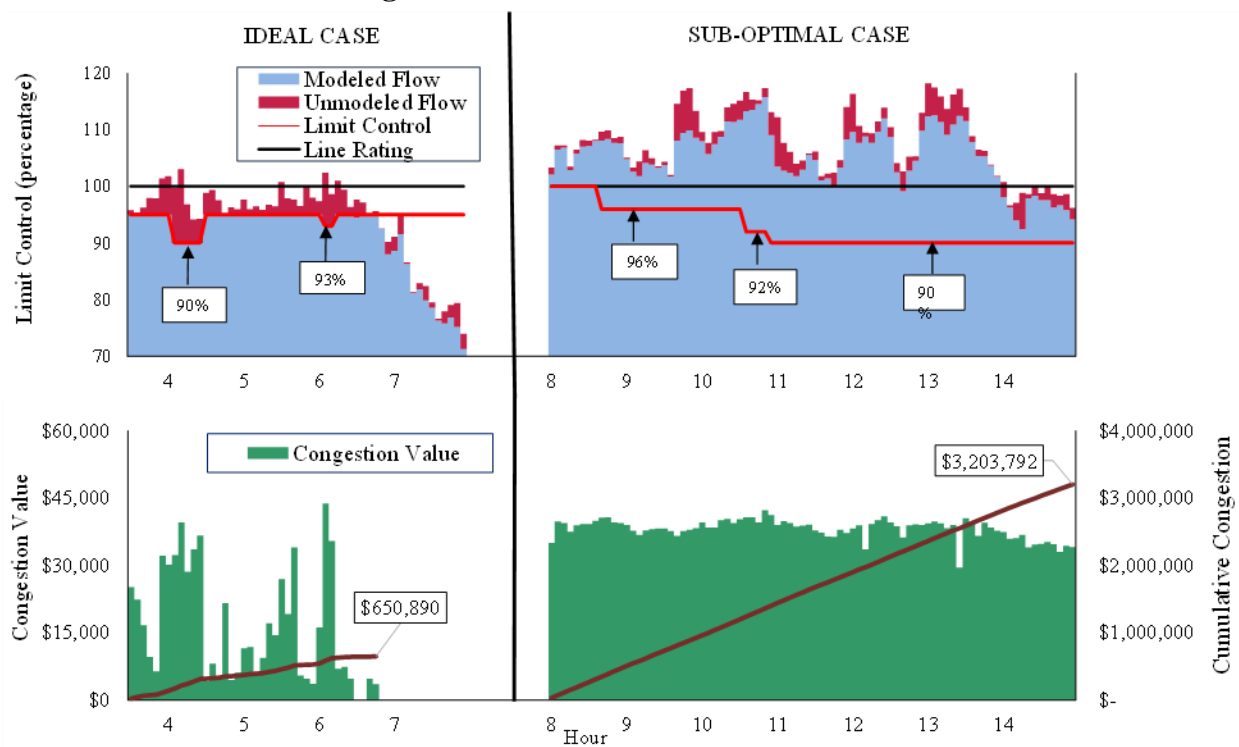 IDEAL CASE
SUB-OPTIMAL CASE
Limit Control (percentage)
120
110
100
90
80
70
Modeled Flow
Unmodeled Flow
Limit Control
Line Rating
90%
93%
96%
92%
90
%
4 5 6 7 8 9 10 11 12 13 14
Congestion Value
$60,000
$45,000
$30,000
$15,000
$0
Congestion Value
$650,890
$3,203,792
$4,000,000
$3,000,000
$2,000,000
$1,000,000
$-
Cumulative Congestion
4 5 6 7 8 9 10 11 12 13 14
Hour